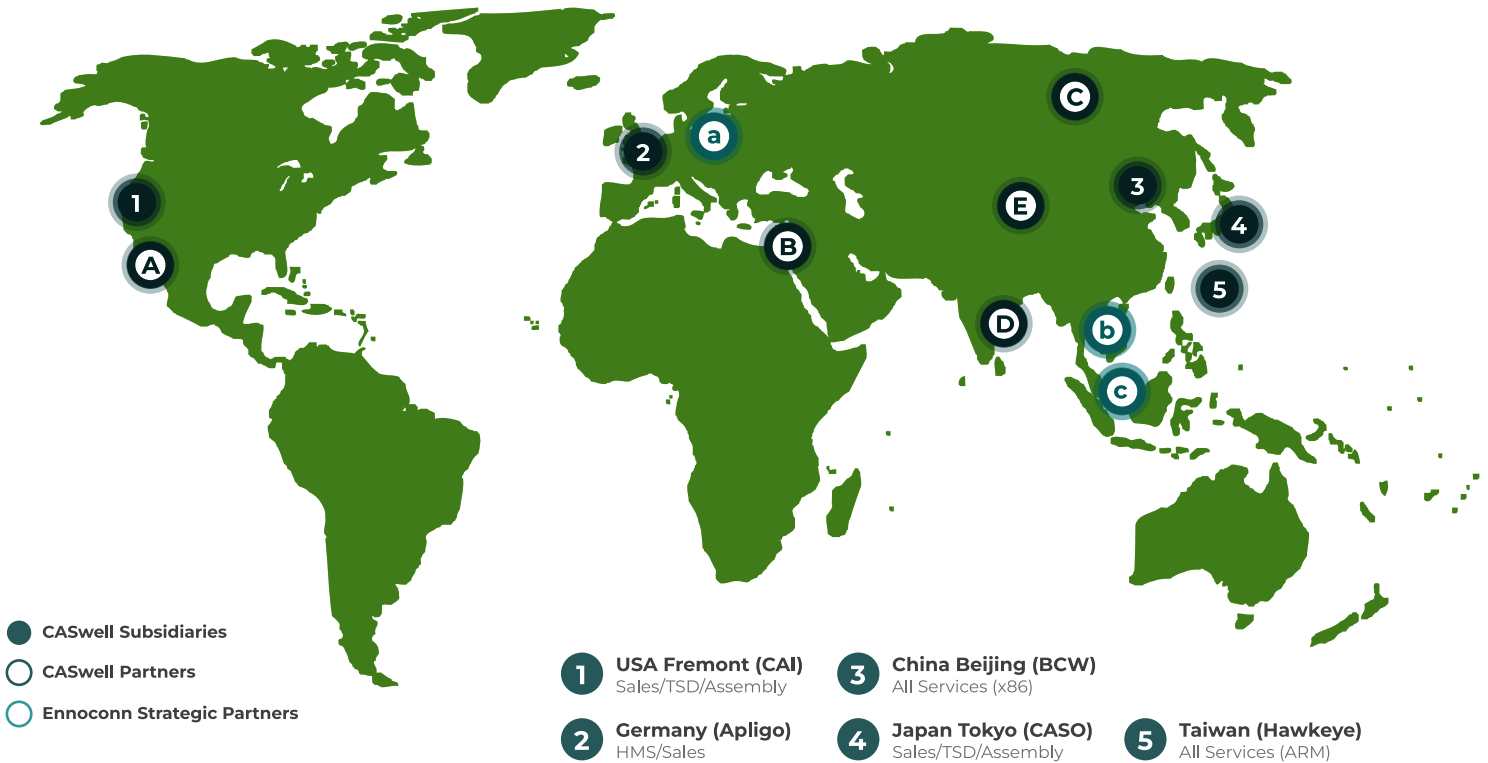 C
a
2
3
1
E
4
B
A
5
D
b
c
CASwell Subsidiaries
CASwell Partners
Ennoconn Strategic Partners
1 USA Fremont (CAI)
Sales/TSD/Assembly
3 China Beijing (BCW)
All Services (x86)
2 Germany (Apligo)
HMS/Sales
4 Japan Tokyo (CASO)
Sales/TSD/Assembly
5 Taiwan (Hawkeye)
All Services (ARM)